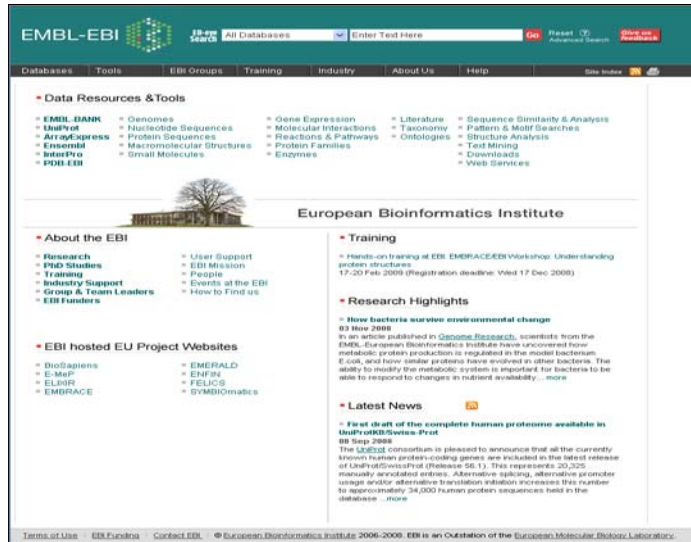 EMBL-EBI
EB-eye Search All Databases Enter Text Here Go Reset Advanced Search Give us feedback
Databases Tools EBI Groups Training Industry About Us Help Site Index
Data Resources &Tools
EMBL-BANK
UniProt
ArrayExpress
Ensembl
InterPro
PDB-EBI
Genomes
Nucleotide Sequences
Protein Sequences
Macromolecular Structures
Small Molecules
Gene Expression
Molecular Interactions
Reactions & Pathways
Protein Families
Enzymes
Literature
Taxonomy
Ontologies
Sequence Similarity & Analysis
Pattern & Motif Searches
Structure Analysis
Text Mining
Downloads
Web Services
European Bioinformatics Institute
About the EBI
Research
PhD Studies
Training
Industry Support
Group & Team Leaders
EBI Funders
User Support
EBI Mission
People
Events at the EBI
How to Find us
EBI hosted EU Project Websites
BioSapiens
E-MeP
ELIXIR
EMBRACE
EMERALD
ENFIN
FELICS
SYMBIOmatics
Training
Hands-on training at EBI: EMBRACE/EBI Workshop: Understanding
protein structures
17-20 Feb 2009 (Registration deadline: Wed 17 Dec 2008)
Research Highlights
How bacteria survive environmental change
03 Nov 2008
In an article published in Genome Research, scientists from the
EMBL-European Bioinformatics Institute have uncovered how
metabolic protein production is regulated in the model bacterium
E.coli, and how similar proteins have evolved in other bacteria. The
ability to modify the metabolic system is important for bacteria to be
able to respond to changes in nutrient availability ... more
Latest News
First draft of the complete human proteome available in
UniProtKB/Swiss-Prot
08 Sep 2008
The UniProt consortium is pleased to announce that all the currently
known human protein-coding genes are included in the latest release
of UniProt/SwissProt (Release 56.1). This represents 20,325
manually annotated entries. Alternative splicing, alternative promoter
usage and/or alternative translation initiation increases this number
to approximately 34,000 human protein sequences held in the
database ...more
Terms of Use EBI Funding Contact EBI © European Bioinformatics Institute 2006-2008. EBI is an Outstation of the European Molecular Biology Laboratory.